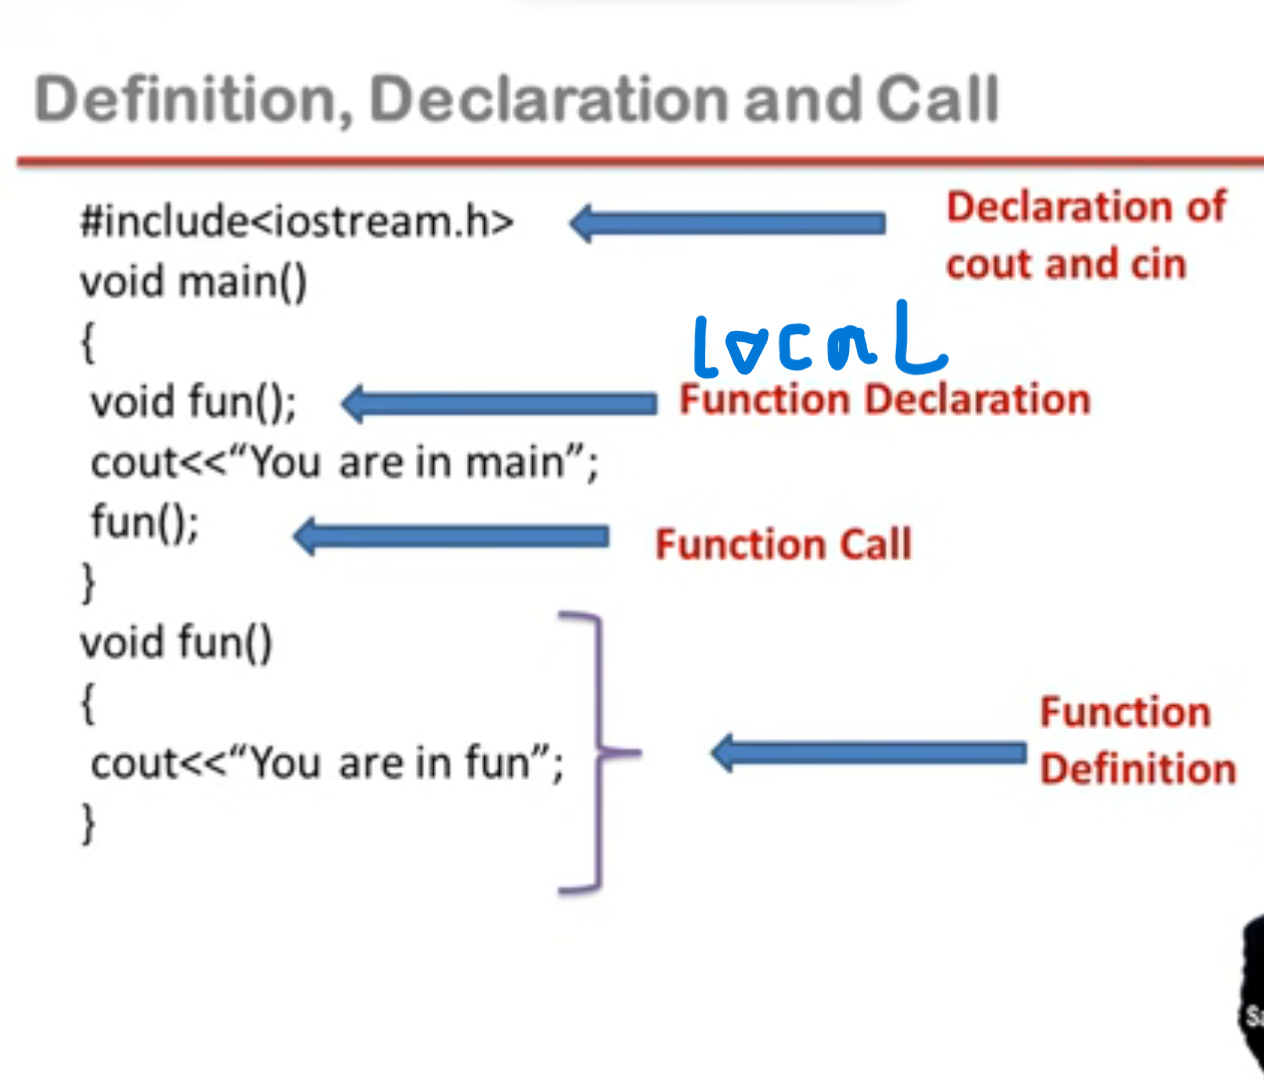 Definition, Declaration and Call
#include<iostream.h>
Declaration of
cout and cin
void main()
{
local
void fun();
Function Declaration
cout<<“You are in main”;
fun();
Function Call
}
void fun()
{
Function
Definition
cout<<“You are in fun”;
}